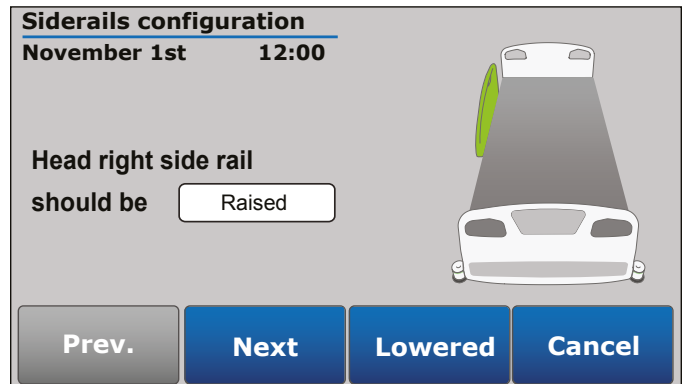 Siderails configuration
November 1st 12:00
Head right side rail
should be Raised
Prev. Next Lowered Cancel